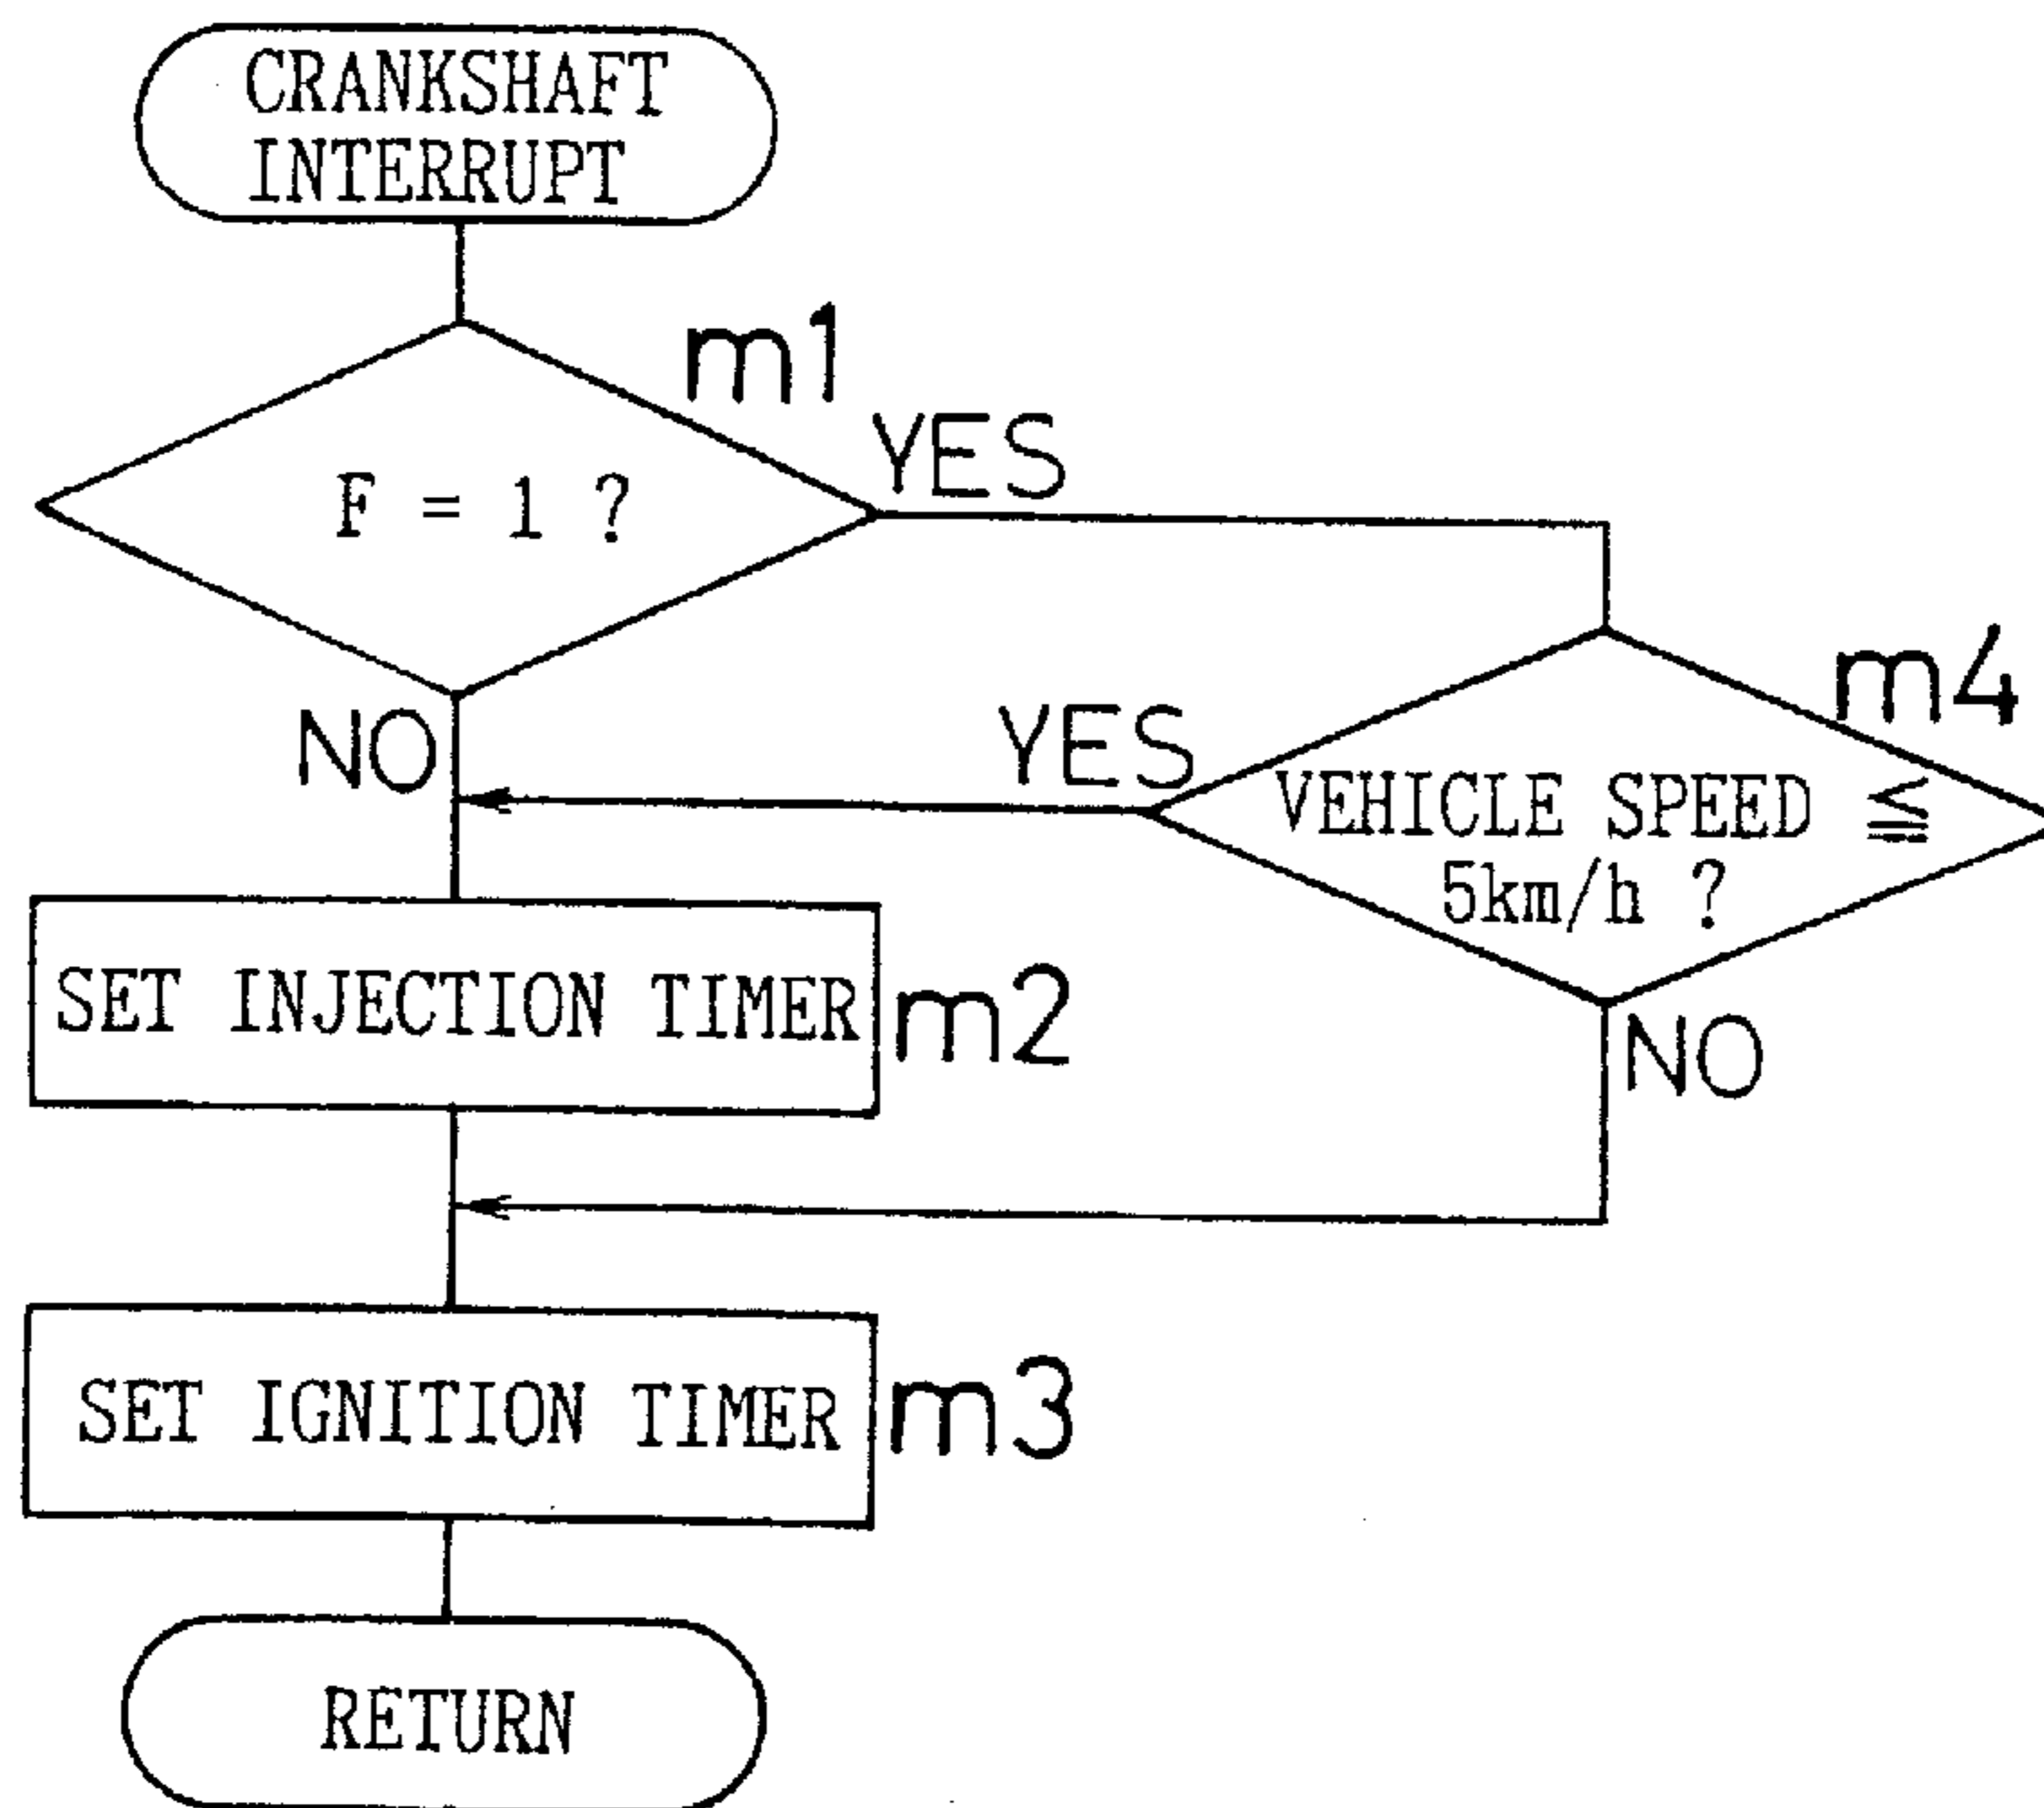 CRANKSHAFT
INTERRUPT
m1
YES
F = 1 ?
m4
NO
YES
VEHICLE SPEED ≦
5km/h ?
SET INJECTION TIMER
m2
NO
SET IGNITION TIMER
m3
RETURN